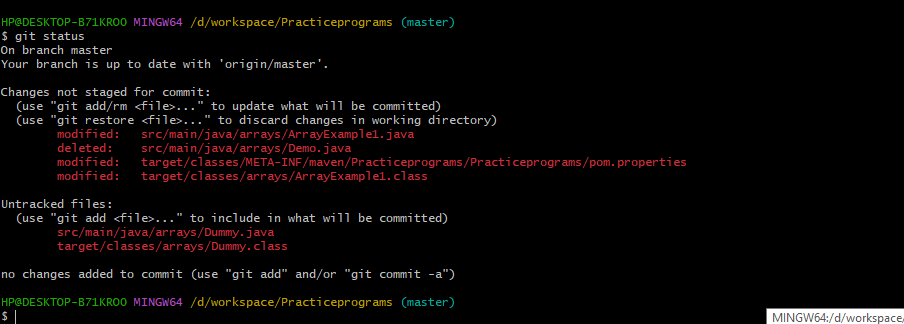 HP@DESKTOP-B71KROO MINGW64 /d/workspace/Practiceprograms (master)
$ git status
On branch master
Your branch is up to date with 'origin/master'.
Changes not staged for commit:
(use "git add/rm <file>..." to update what will be committed)
(use "git restore <file>..." to discard changes in working directory)
modified: src/main/java/arrays/ArrayExample1.java
deleted: src/main/java/arrays/Demo.java
modified: target/classes/META-INF/maven/Practiceprograms/Practiceprograms/pom.properties
modified: target/classes/arrays/ArrayExample1.class
Untracked files:
(use "git add <file>..." to include in what will be committed)
src/main/java/arrays/Dummy.java
target/classes/arrays/Dummy.class
no changes added to commit (use "git add" and/or "git commit -a")
HP@DESKTOP-B71KROO MINGW64 /d/workspace/Practiceprograms (master)
$
MINGW64:/d/workspace/